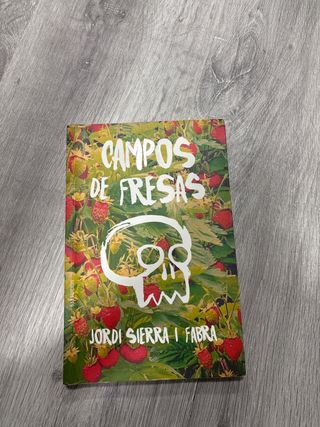 CAMPOS
DE FRESAS
JORDI SIERRA I FABRA